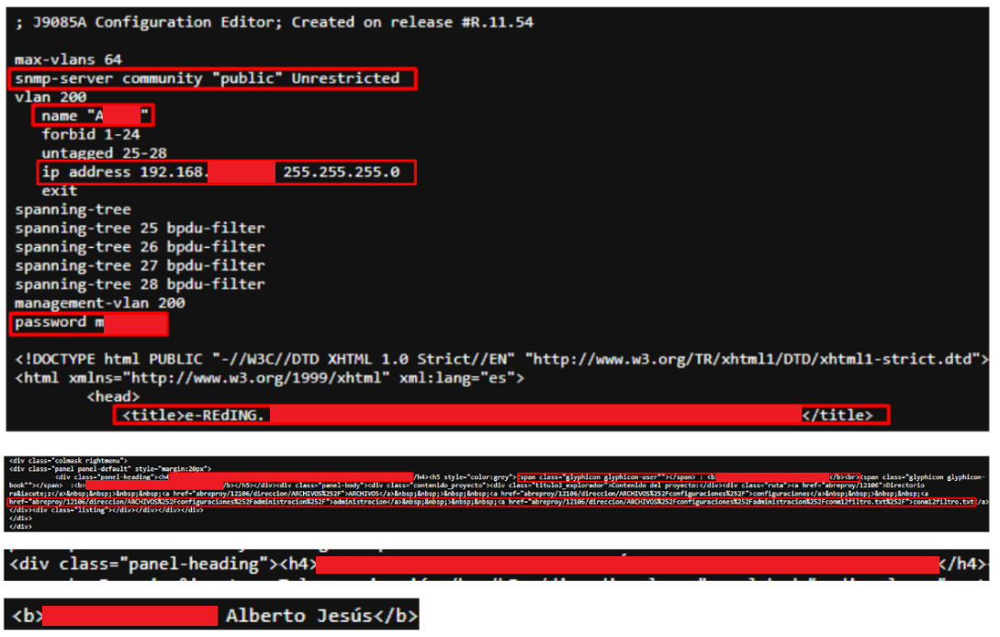 ; J9085A Configuration Editor; Created on release #R.11.54
max-vlans 64
snmp-server community "public" Unrestricted
vlan 200
name "A "
forbid 1-24
untagged 25-28
ip address 192.168. 255.255.255.0
exit
spanning-tree
spanning-tree 25 bpdu-filter
spanning-tree 26 bpdu-filter
spanning-tree 27 bpdu-filter
spanning-tree 28 bpdu-filter
management-vlan 200
password m
<!DOCTYPE html PUBLIC "-//W3C//DTD XHTML 1.0 Strict//EN" "http://www.w3.org/TR/xhtml1/DTD/xhtml1-strict.dtd">
<html xmlns="http://www.w3.org/1999/xhtml" xml:lang="es">
<head>
<title>e-REdING. </title>
<div class="colmask rightmenu">
<div class="panel panel-default" style="margin:20px">
<div class="panel-heading"><h4 /h4><h5 style="color:grey"><span class="glyphicon glyphicon-user""></span> : <b </b><br><span class="glyphicon glyphicon-
book""></span> :<b> /b></h5></div><div class="panel-body"><div class="contenido_proyecto"><div class="titulo2_explorador">Contenido del proyecto:</div><div class="ruta"><a href="abreproy/12106">Directorio
ra&iacute;z</a>&nbsp;&nbsp;>&nbsp;&nbsp;<a href="abreproy/12106/direccion/ARCHIVOS%252F">ARCHIVOS</a>&nbsp;&nbsp;>&nbsp;&nbsp;<a href="abreproy/12106/direccion/ARCHIVOS%252Fconfiguraciones%252F">configuraciones</a>&nbsp;&nbsp;>&nbsp;&nbsp;<a
href="abreproy/12106/direccion/ARCHIVOS%252Fconfiguraciones%252Fadministracion%252F">administracion</a>&nbsp;&nbsp;>&nbsp;&nbsp;<a href="abreproy/12106/direccion/ARCHIVOS%252Fconfiguraciones%252Fadministracion%252Fconm12filtro.txt%252F">conm12filtro.txt</a>
</div><div class="listing"></div></div></div></div>
</div>
</div>
<div class="panel-heading"><h4> </h4>
<b> Alberto Jesús</b>